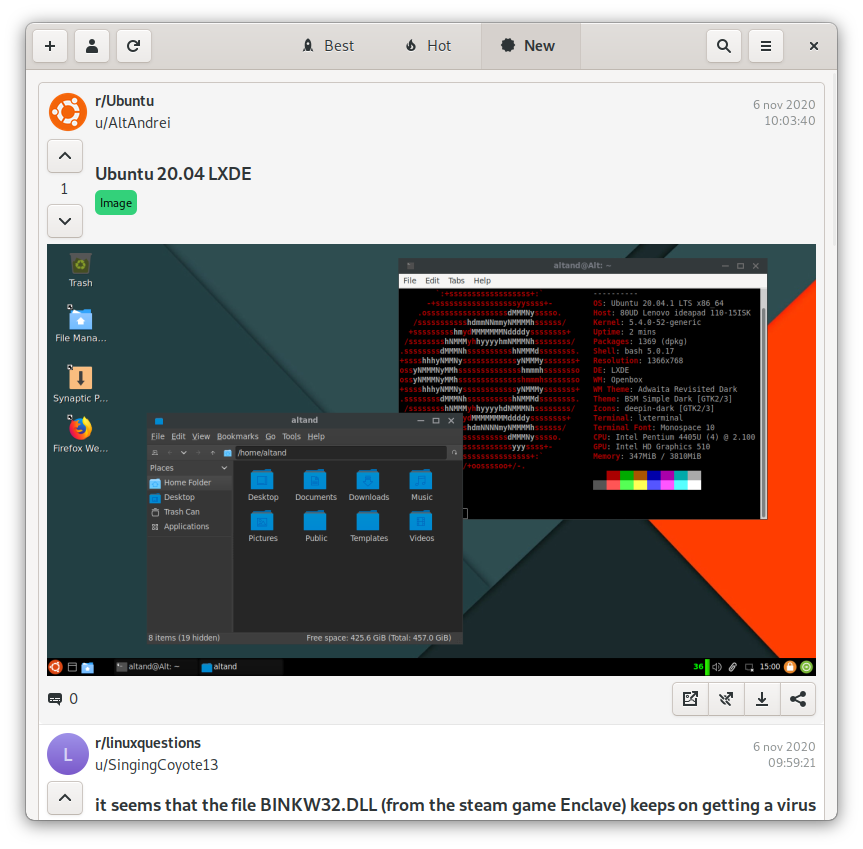 Best
Hot
New
r/Ubuntu
u/AltAndrei
6 nov 2020
10:03:40
1
Ubuntu 20.04 LXDE
Image
Trash
File Mana...
Synaptic P...
Firefox We...
altand@Alt: ~
File Edit Tabs Help
----------
OS: Ubuntu 20.04.1 LTS x86_64
Host: 80UD Lenovo ideapad 110-15ISK
Kernel: 5.4.0-52-generic
Uptime: 2 mins
Packages: 1369 (dpkg)
Shell: bash 5.0.17
Resolution: 1366x768
DE: LXDE
WM: Openbox
WM Theme: Adwaita Revisited Dark
Theme: BSM Simple Dark [GTK2/3]
Icons: deepin-dark [GTK2/3]
Terminal: lxterminal
Terminal Font: Monospace 10
CPU: Intel Pentium 4405U (4) @ 2.100
GPU: Intel HD Graphics 510
Memory: 347MiB / 3810MiB
altand
File Edit View Bookmarks Go Tools Help
/home/altand
Places
Home Folder
Desktop
Trash Can
Applications
Desktop Documents Downloads Music
Pictures Public Templates Videos
8 items (19 hidden)
Free space: 425.6 GiB (Total: 457.0 GiB)
altand@Alt: ~
altand
36
15:00
0
L
r/linuxquestions
u/SingingCoyote13
6 nov 2020
09:59:21
it seems that the file BINKW32.DLL (from the steam game Enclave) keeps on getting a virus